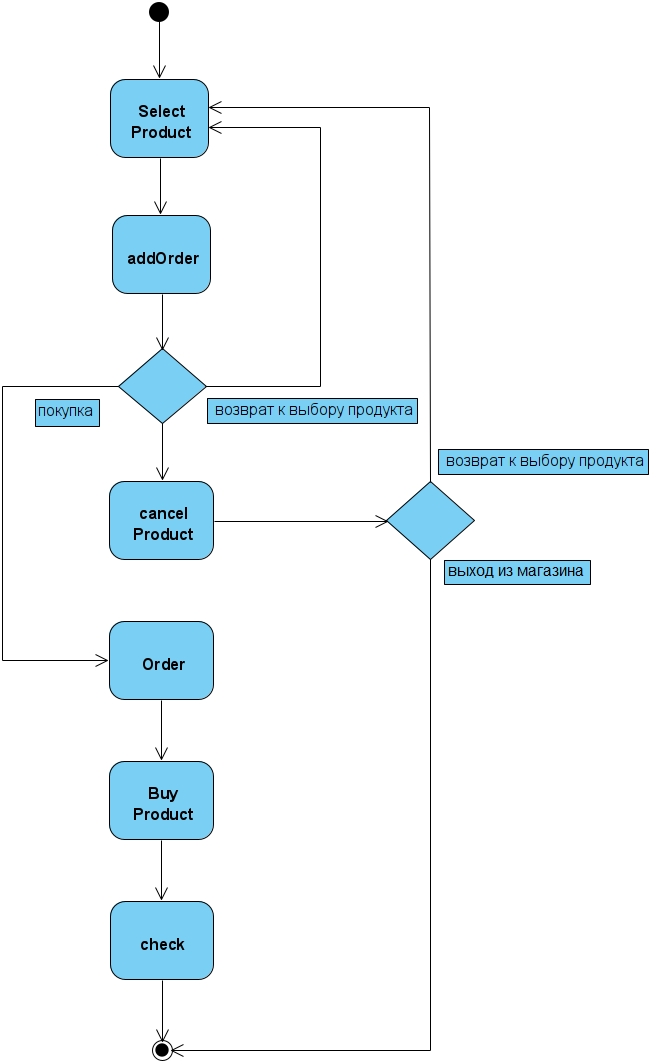 Select
Product
addOrder
покупка
возврат к выбору продукта
возврат к выбору продукта
cancel
Product
выход из магазина
Order
Buy
Product
check